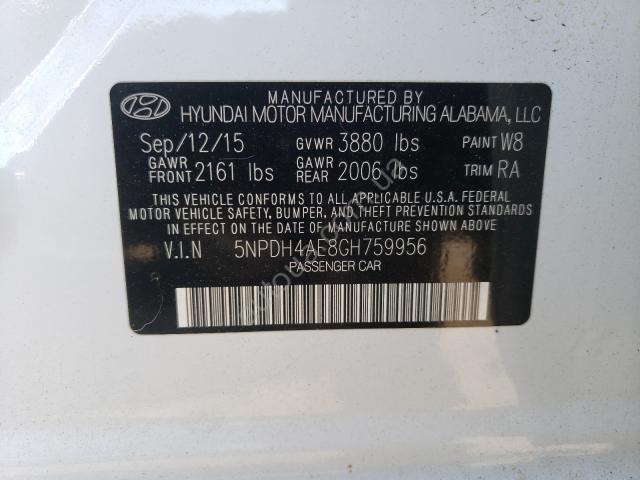 MANUFACTURED BY
HYUNDAI MOTOR MANUFACTURING ALABAMA, LLC
Sep/12/15 GVWR 3880 lbs PAINT W8
GAWR FRONT 2161 lbs GAWR REAR 2006 lbs TRIM RA
THIS VEHICLE CONFORMS TO ALL APPLICABLE U.S.A. FEDERAL
MOTOR VEHICLE SAFETY, BUMPER, AND THEFT PREVENTION STANDARDS
IN EFFECT ON THE DATE OF MANUFACTURE SHOWN ABOVE
V.I.N 5NPDH4AE8GH759956
PASSENGER CAR